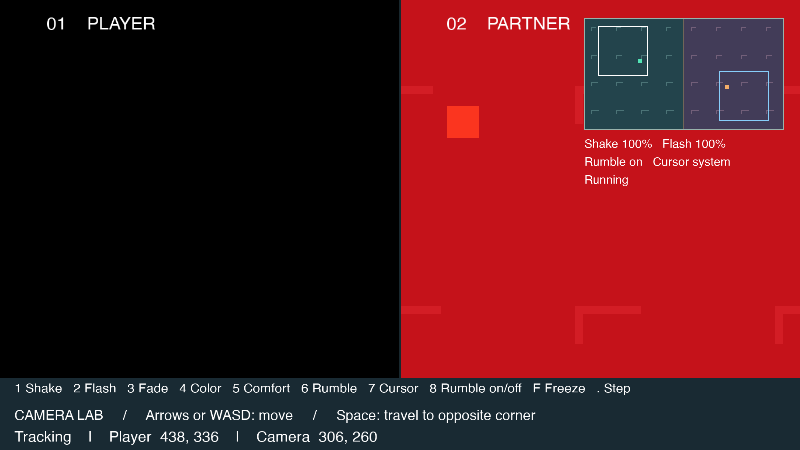 01 PLAYER
02 PARTNER
Shake 100% Flash 100%
Rumble on Cursor system
Running
1 Shake 2 Flash 3 Fade 4 Color 5 Comfort 6 Rumble 7 Cursor 8 Rumble on/off F Freeze . Step
CAMERA LAB / Arrows or WASD: move / Space: travel to opposite corner
Tracking | Player 438, 336 | Camera 306, 260